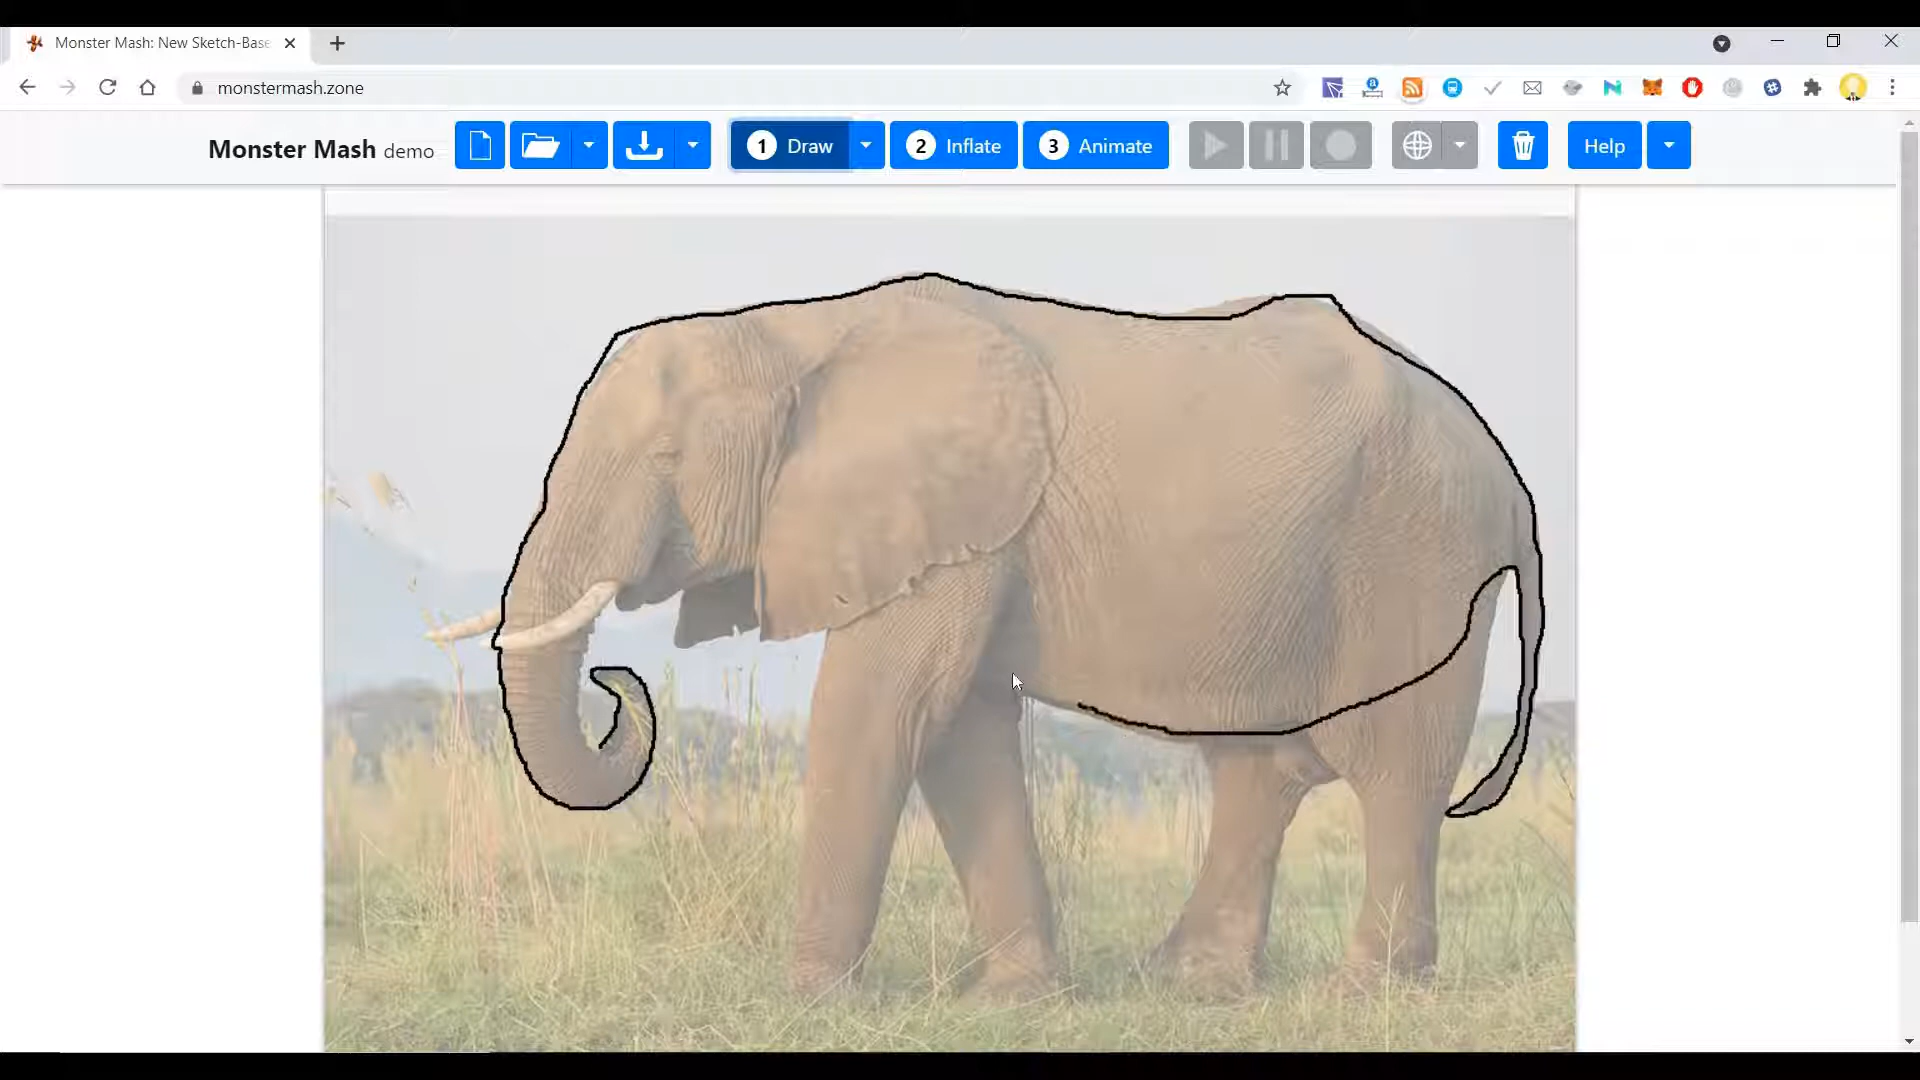 Monster Mash: New Sketch-Base
monstermash.zone
Monster Mash demo
1 Draw
2 Inflate
3 Animate
Help